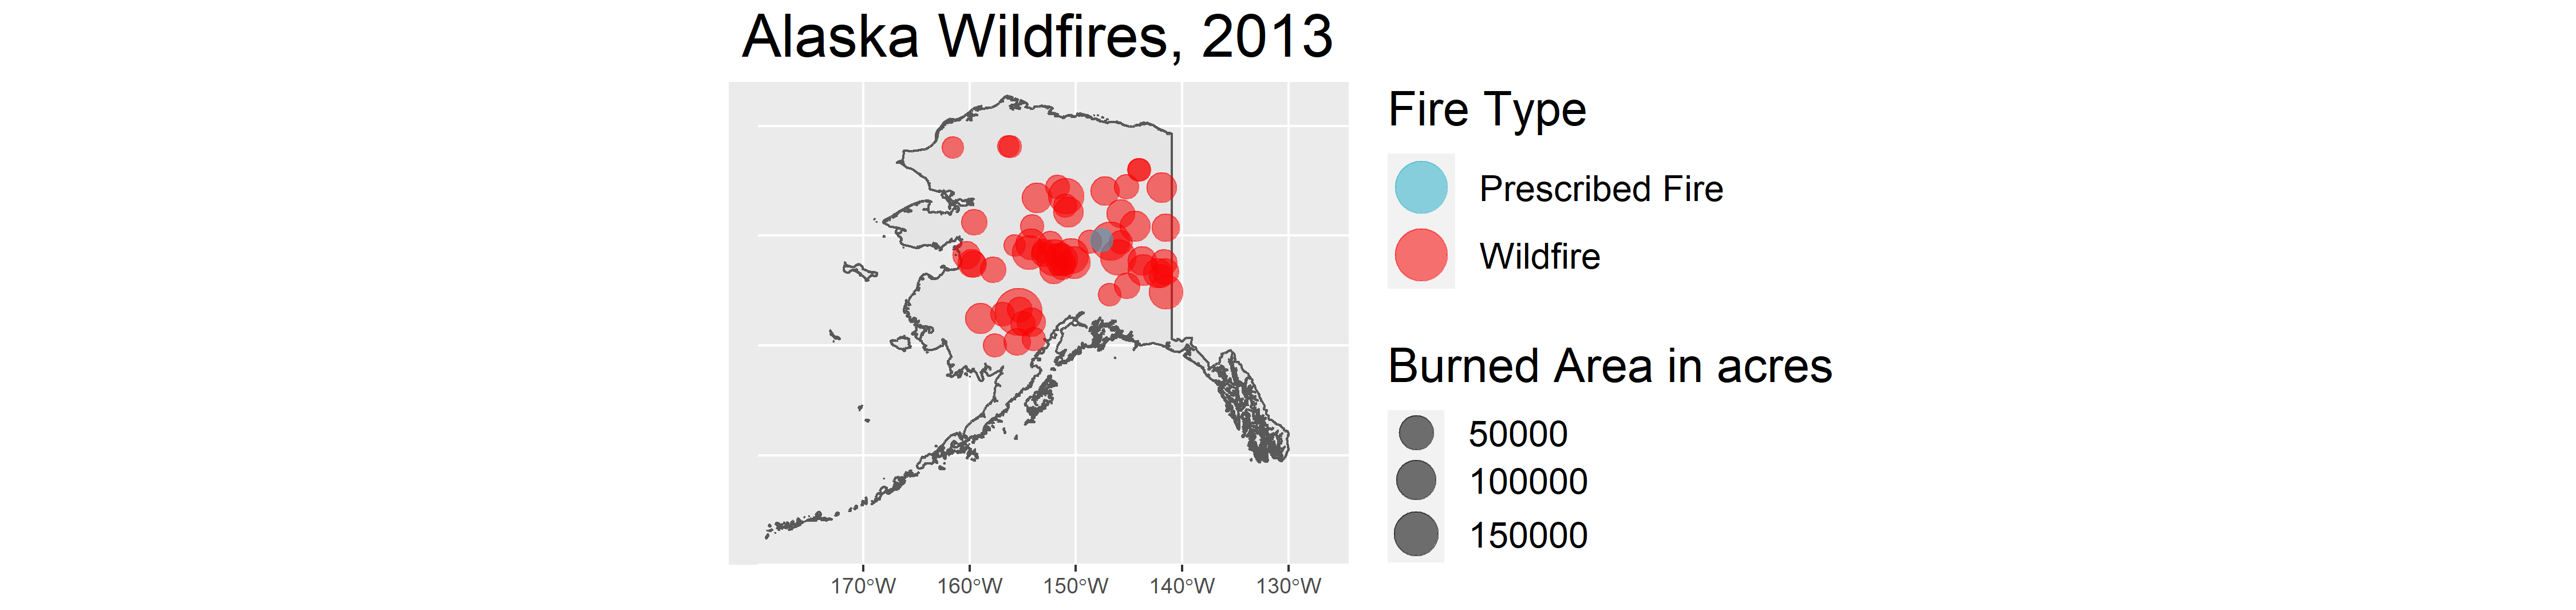 Alaska Wildfires, 2013
Fire Type
Prescribed Fire
Wildfire
Burned Area in acres
50000
100000
150000
170°W 160°W 150°W 140°W 130°W